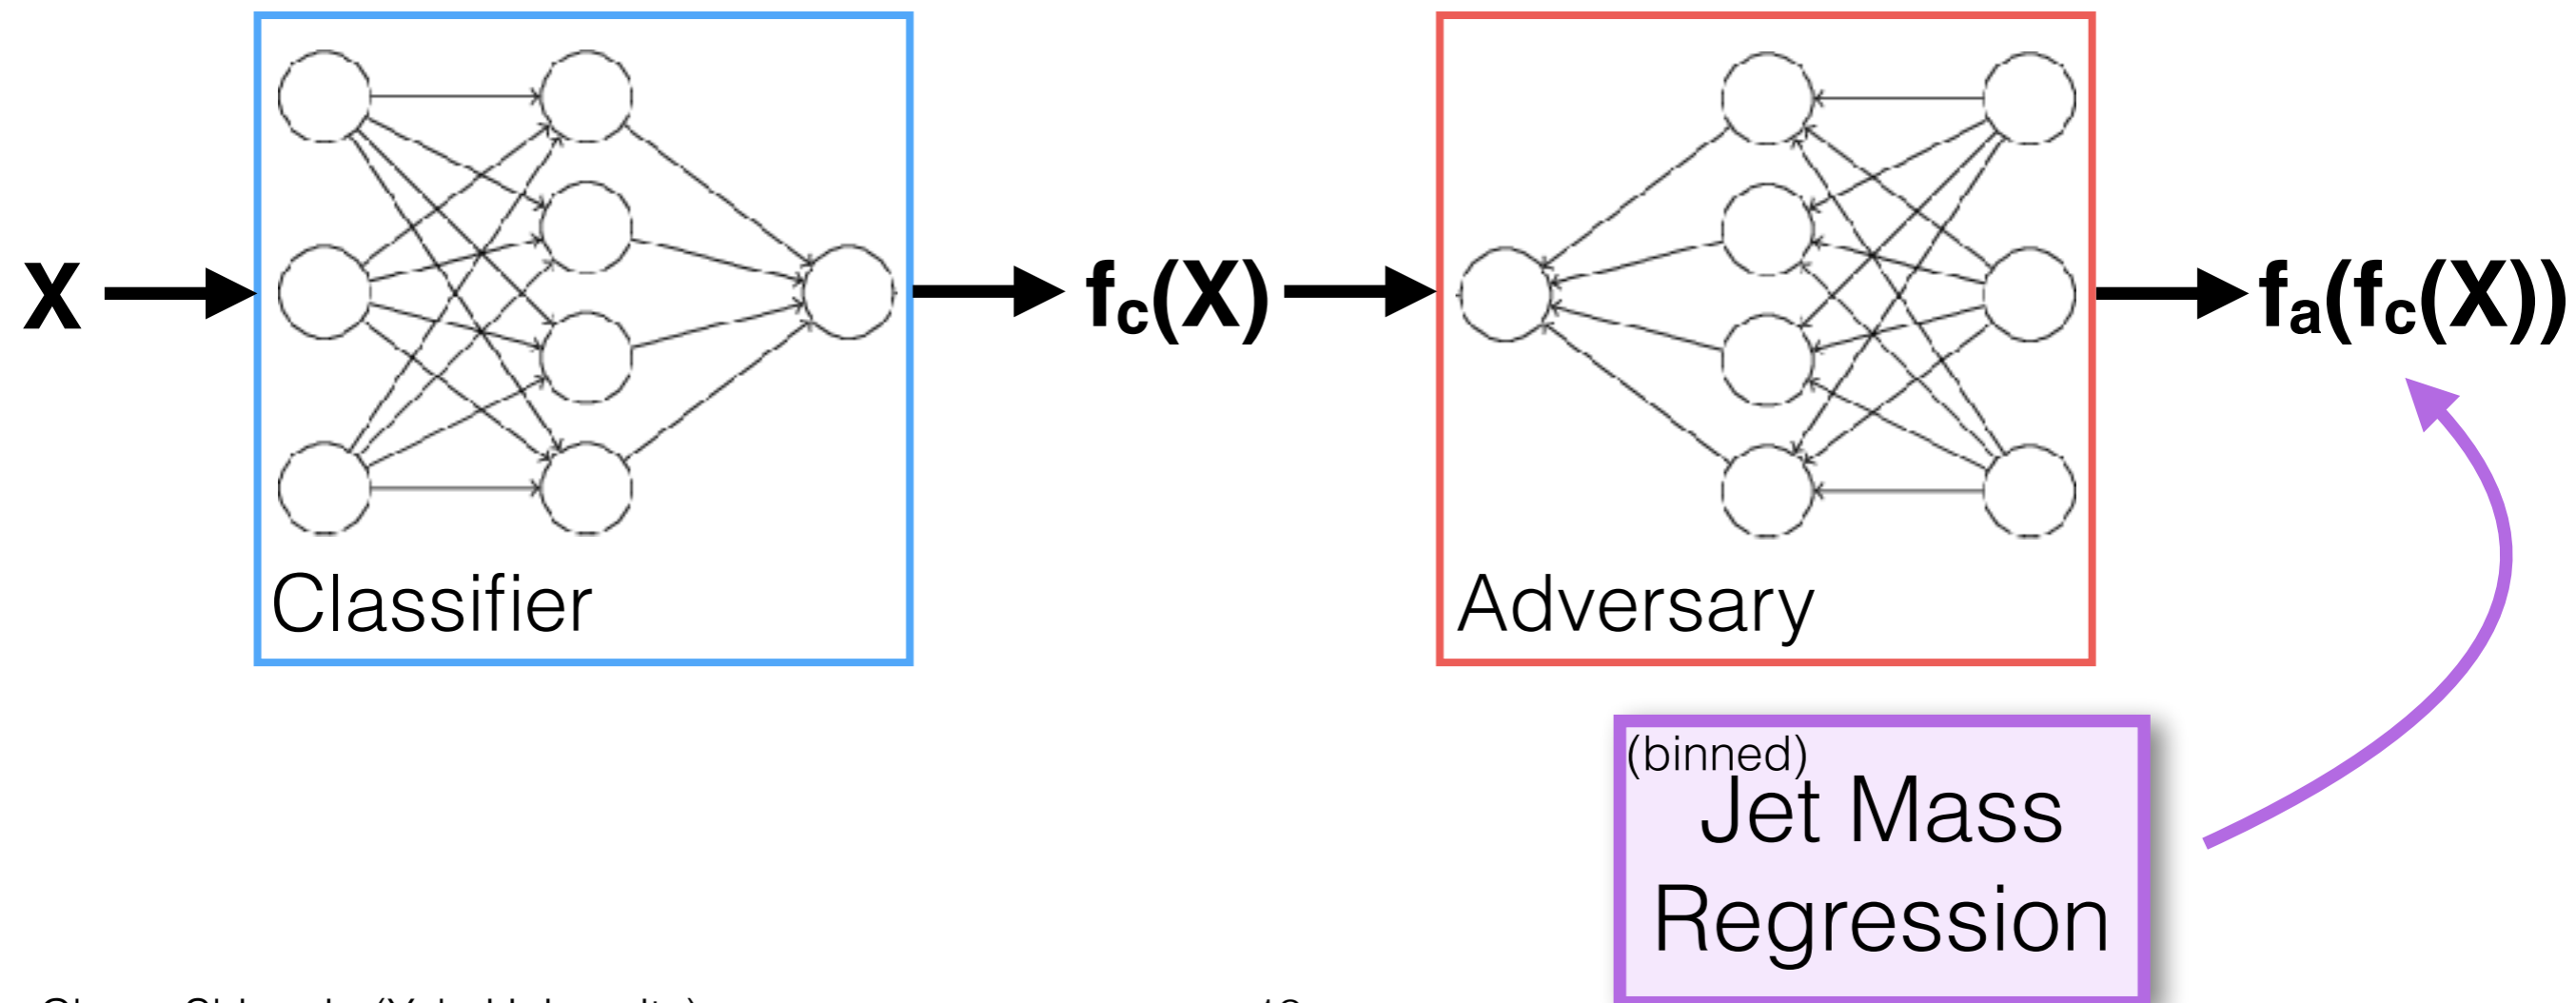 X
fc(X)
fa(fc(X))
Classifier
Adversary
(binned)
Jet Mass
Regression